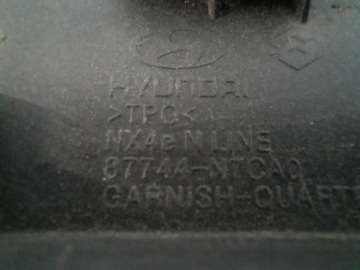 HYUNDAI
>TPO<
NX4e N LINE
87744-N7CA0
GARNISH-QUART